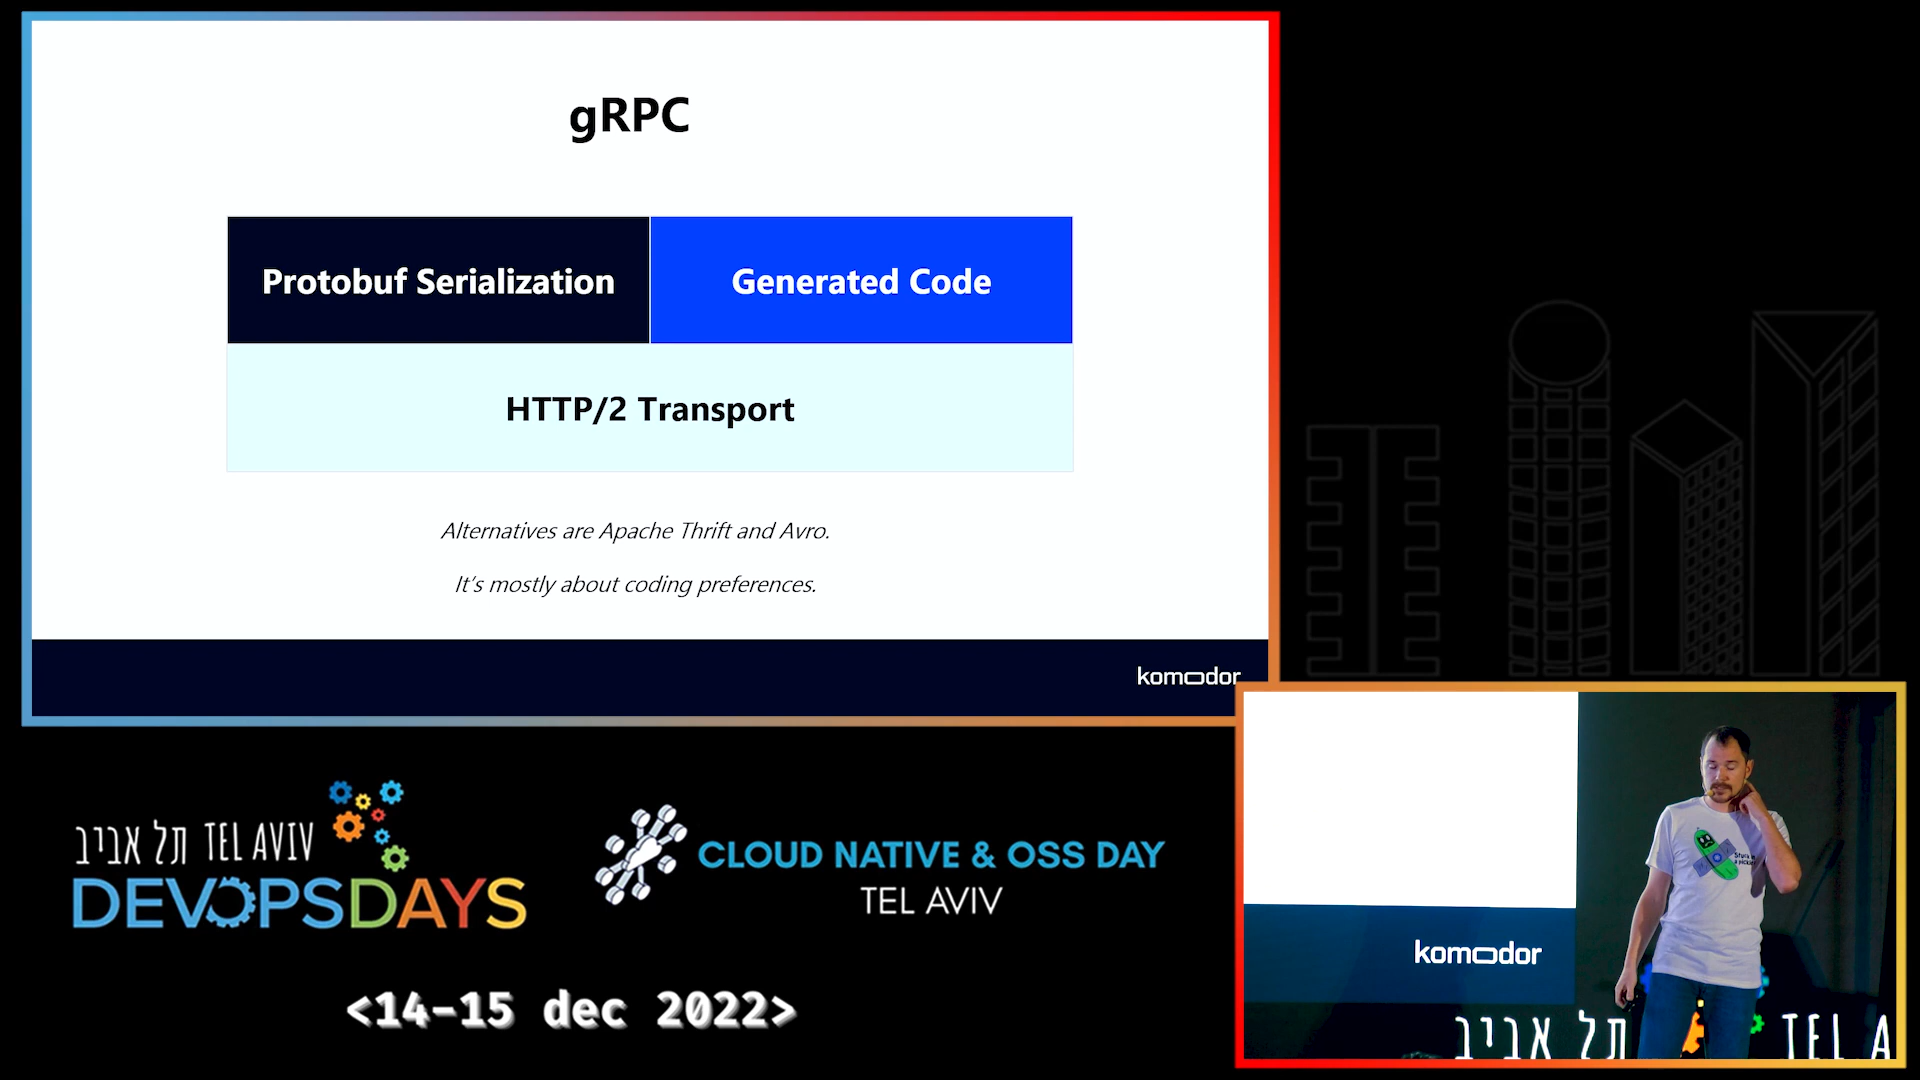 gRPC
Protobuf Serialization
Generated Code
HTTP/2 Transport
Alternatives are Apache Thrift and Avro.
It's mostly about coding preferences.
komodor
תל אביב TEL AVIV
DEVOPSDAYS
CLOUD NATIVE & OSS DAY
TEL AVIV
<14-15 dec 2022>
komodor
תל אביב TEL A